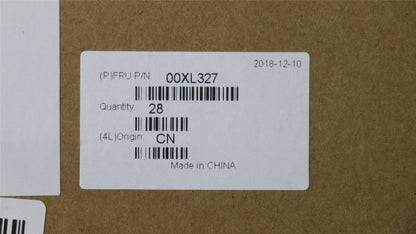 2018-12-10
(P)FRU P/N: 00XL327
Quantity: 28
(4L)Origin: CN
Made in CHINA